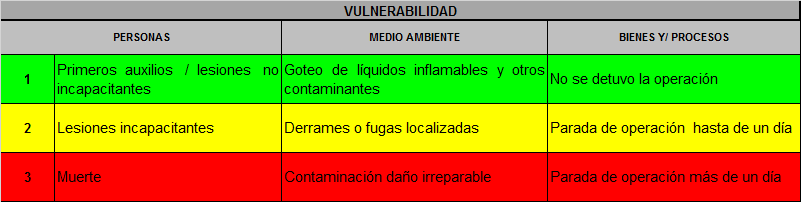 VULNERABILIDAD
PERSONAS MEDIO AMBIENTE BIENES Y/ PROCESOS
1 Primeros auxilios / lesiones no incapacitantes Goteo de líquidos inflamables y otros contaminantes No se detuvo la operación
2 Lesiones incapacitantes Derrames o fugas localizadas Parada de operación hasta de un día
3 Muerte Contaminación daño irreparable Parada de operación más de un día